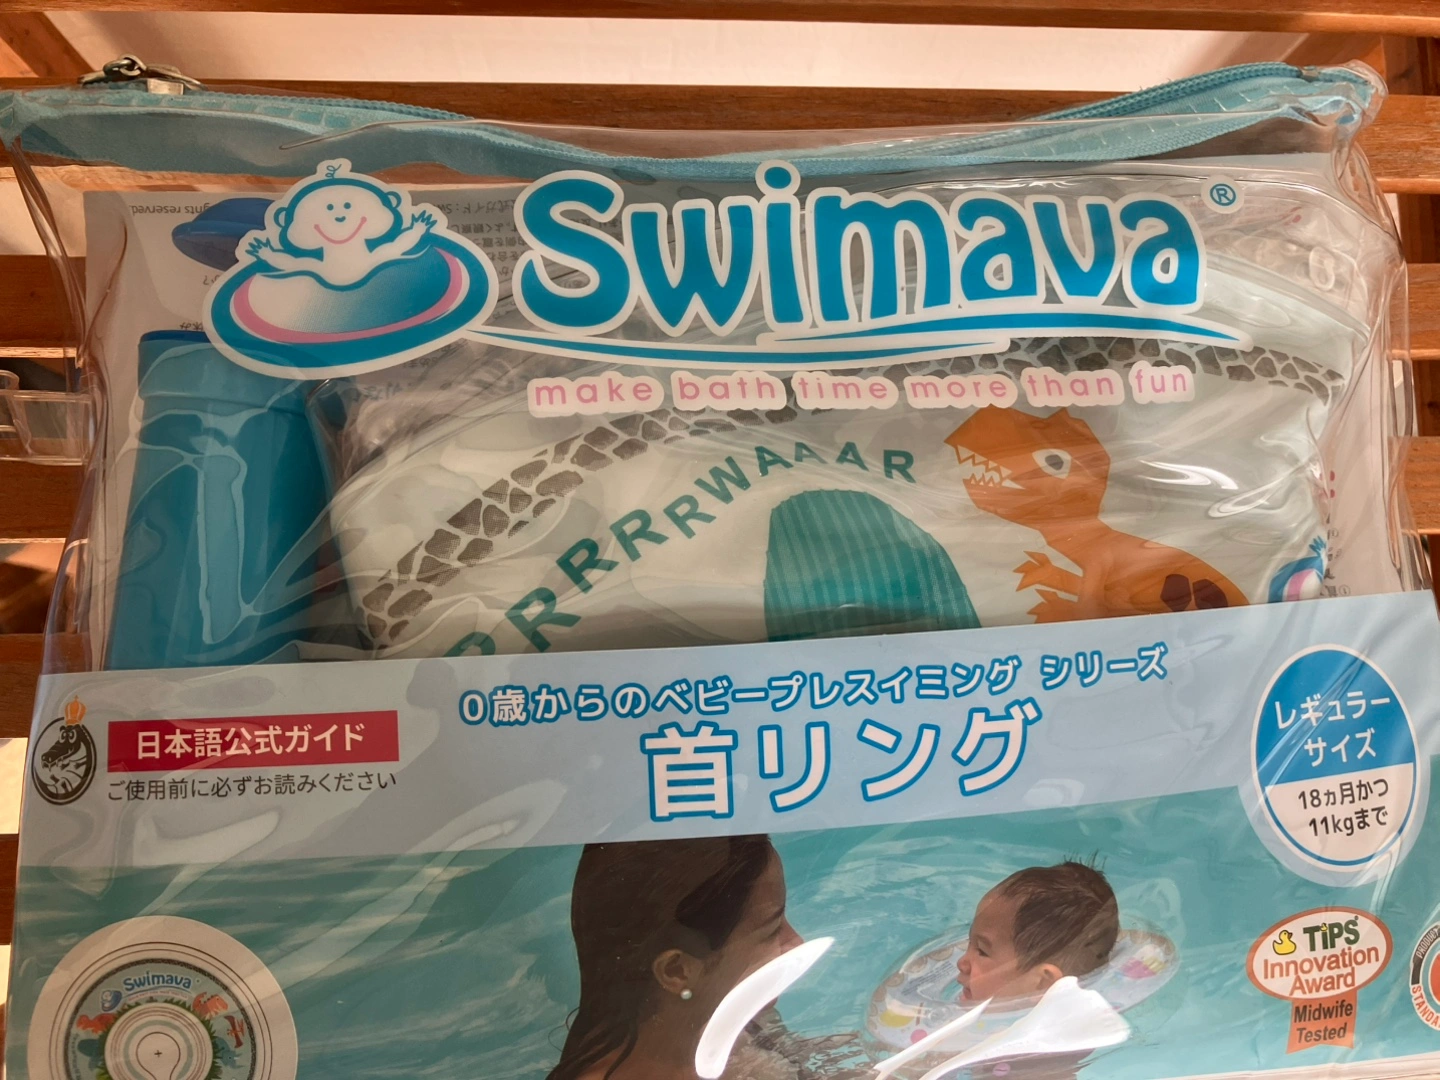 Swimava®
make bath time more than fun
RRRRRRWAAAR
0歳からのベビープレスイミング シリーズ
首リング
日本語公式ガイド
ご使用前に必ずお読みください
レギュラー
サイズ
18ヵ月かつ
11kgまで
TIPS
Innovation
Award
Midwife
Tested
Swimava